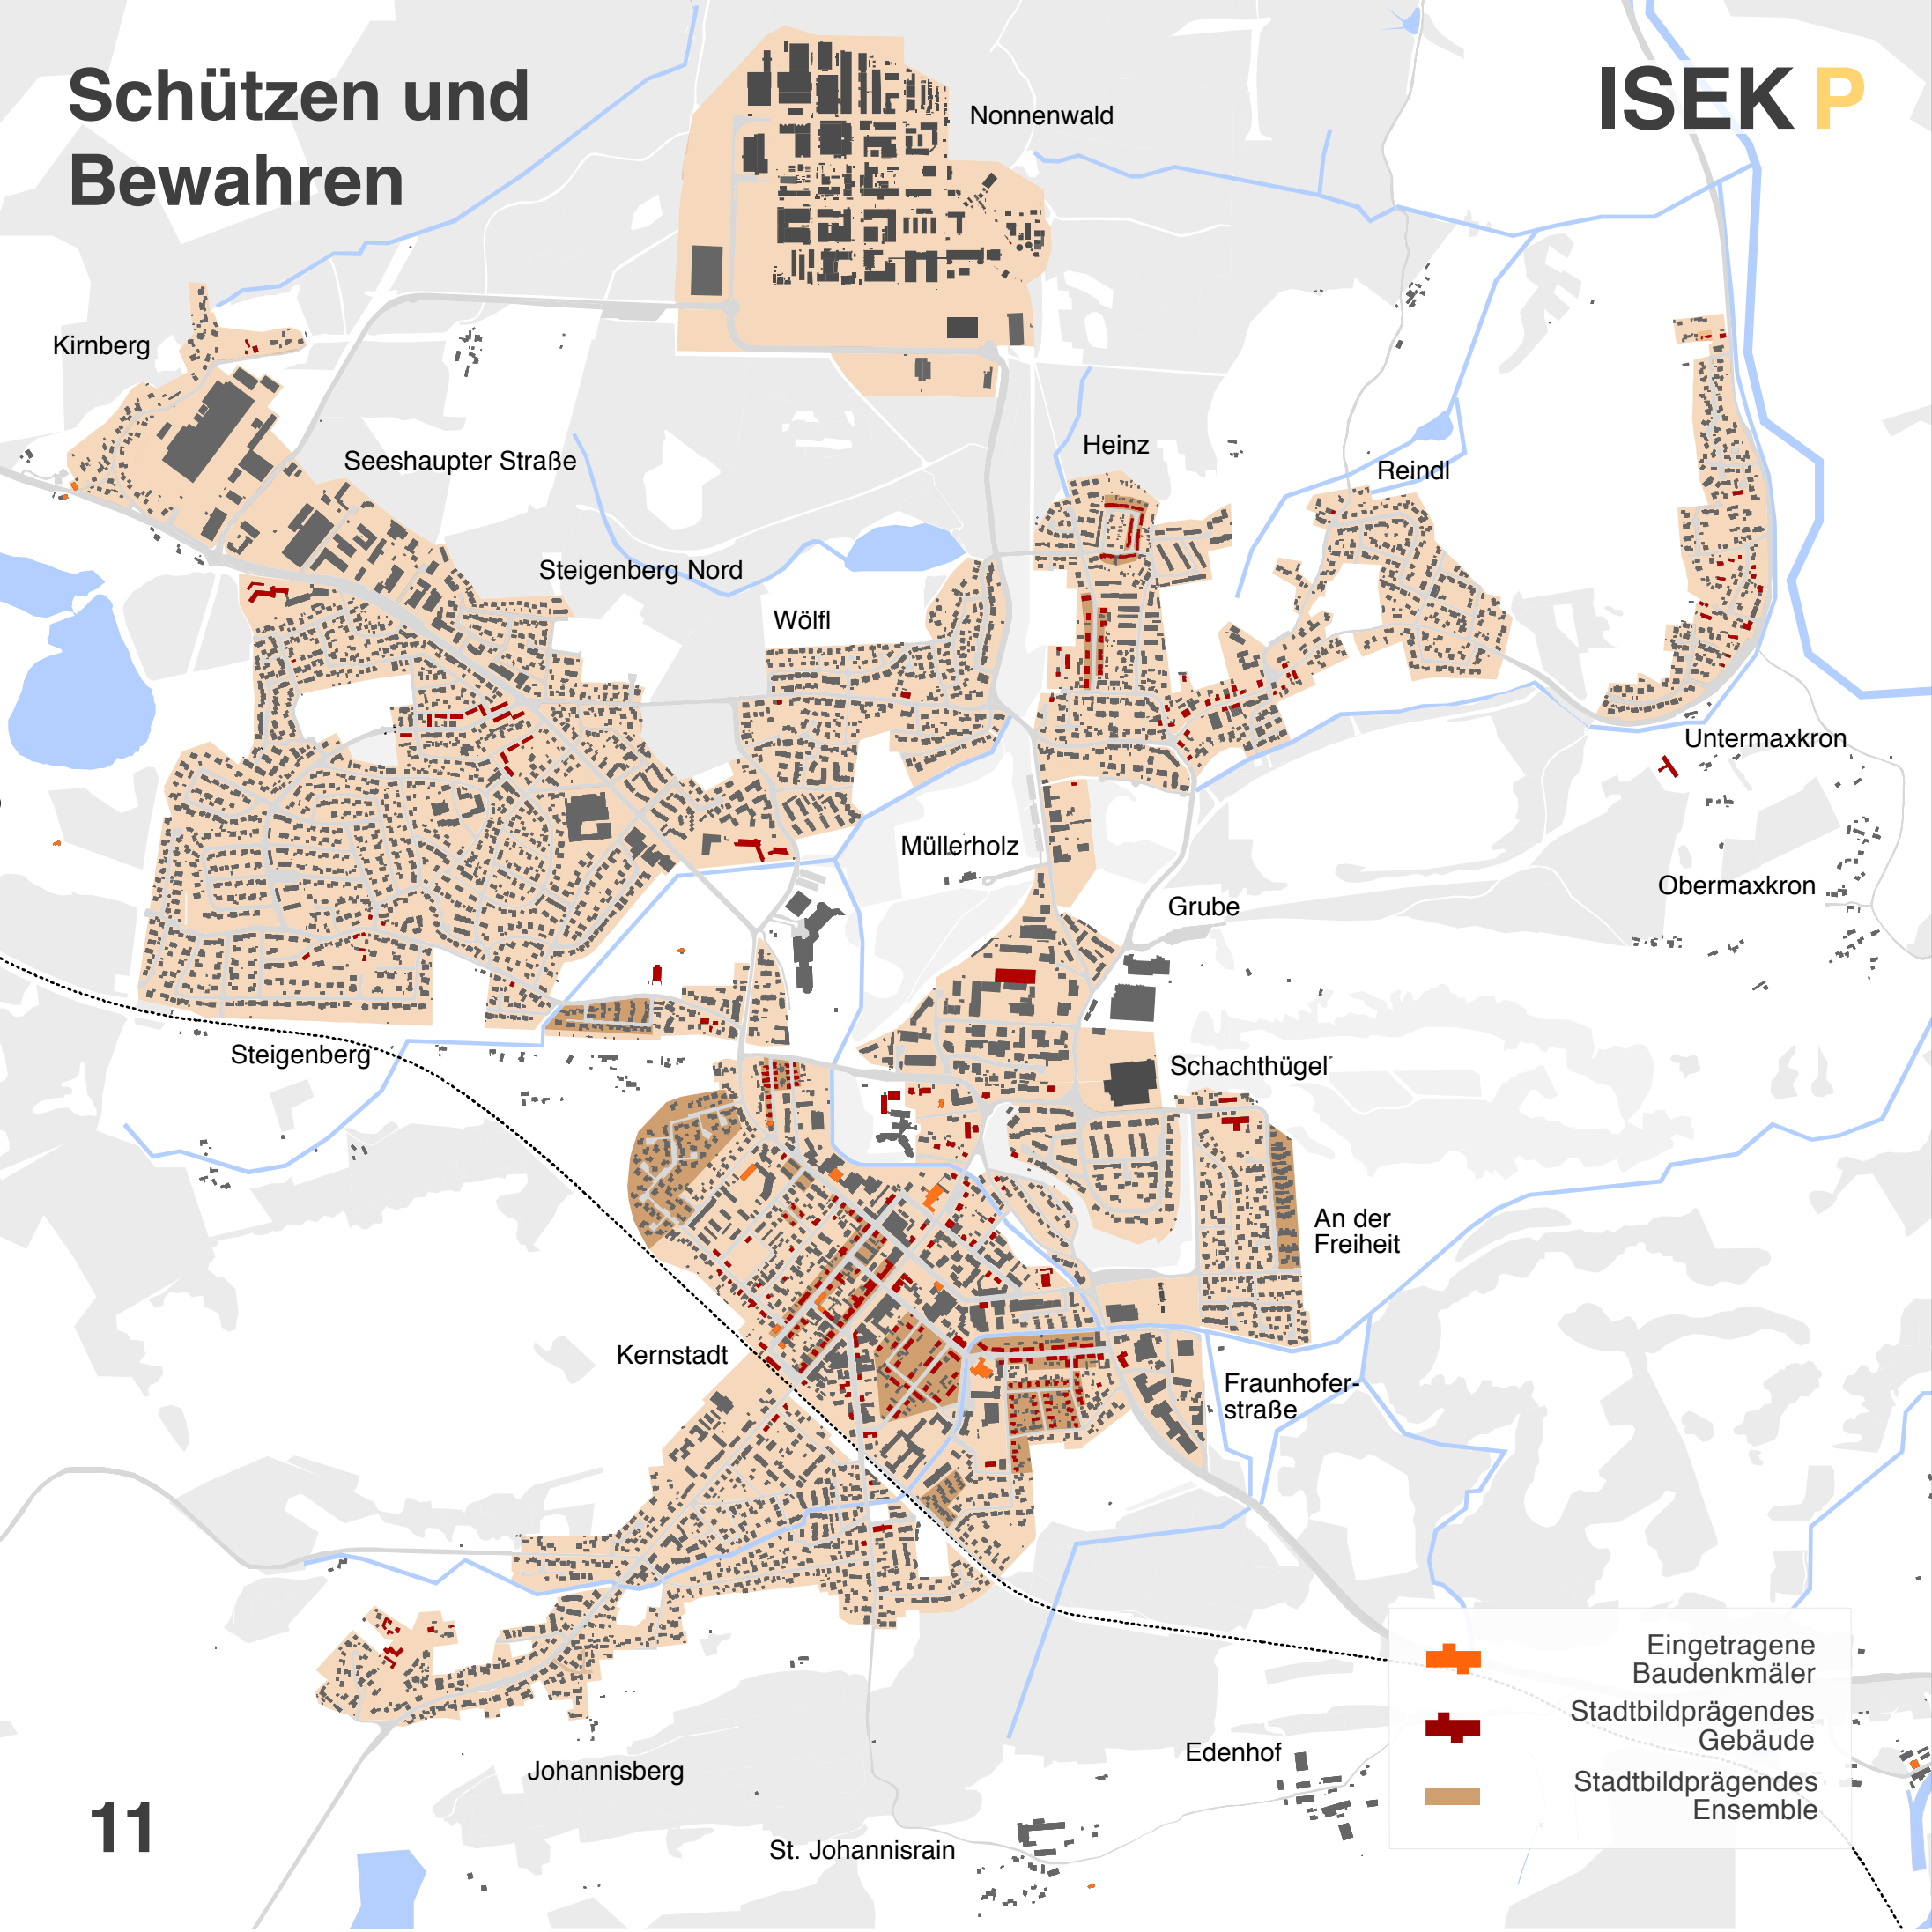 Schützen und
Bewahren
ISEK P
Nonnenwald
Kirnberg
Seeshaupter Straße
Heinz
Reindl
Steigenberg Nord
Wölfl
Untermaxkron
Müllerholz
Obermaxkron
Grube
Steigenberg
Schachthügel
An der
Freiheit
Kernstadt
Fraunhofer-
straße
Eingetragene
Baudenkmäler
Stadtbildprägendes
Gebäude
Stadtbildprägendes
Ensemble
Edenhof
Johannisberg
St. Johannisrain
11